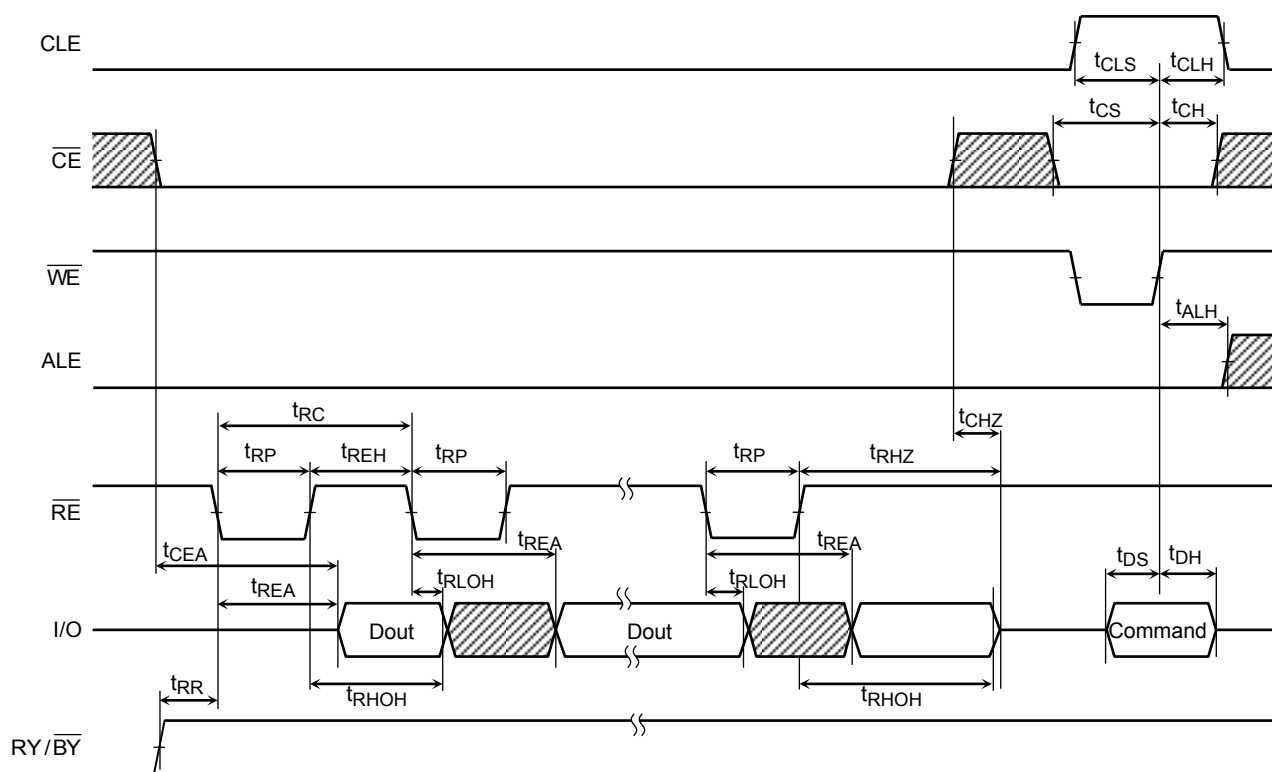 CLE
tCLS tCLH
tCS tCH
CE
WE
tALH
ALE
tRC
tCHZ
tRP tREH tRP tRP tRHZ
RE
tCEA tREA tREA
tREA tRLOH tRLOH tDS tDH
I/O Dout Dout Command
tRR tRHOH tRHOH
RY/BY